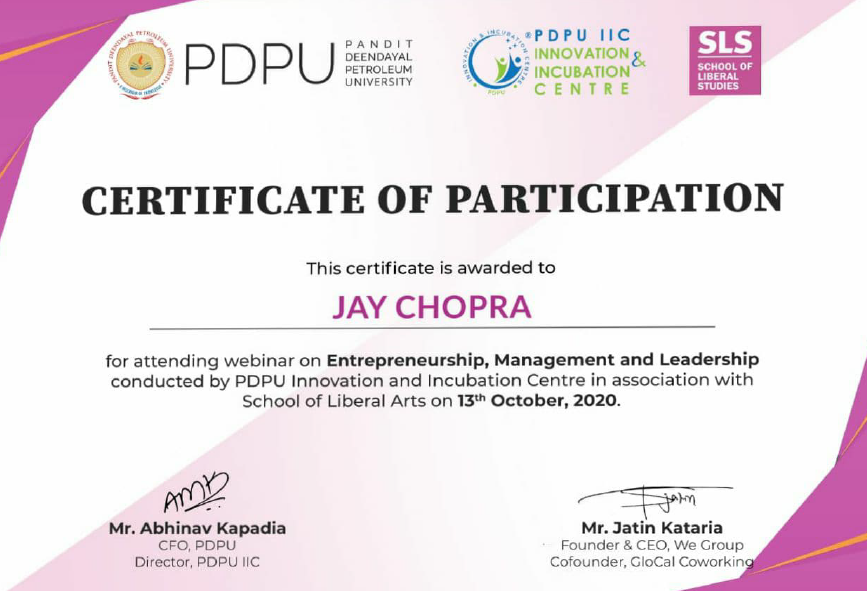 PANDIT DEENDAYAL PETROLEUM UNIVERSITY
PDPU
PANDIT
DEENDAYAL
PETROLEUM
UNIVERSITY
INNOVATION & INCUBATION CENTRE
PDPU
PDPU IIC
INNOVATION
&
INCUBATION
CENTRE
SLS
SCHOOL OF
LIBERAL
STUDIES
CERTIFICATE OF PARTICIPATION
This certificate is awarded to
JAY CHOPRA
for attending webinar on Entrepreneurship, Management and Leadership
conducted by PDPU Innovation and Incubation Centre in association with
School of Liberal Arts on 13th October, 2020.
Mr. Abhinav Kapadia
CFO, PDPU
Director, PDPU IIC
Mr. Jatin Kataria
Founder & CEO, We Group
Cofounder, GloCal Coworking